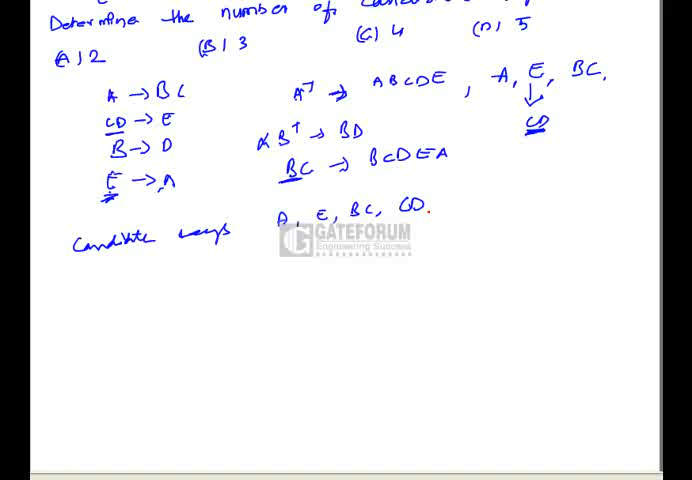 Determine the number of
(A) 2 (B) 3 (C) 4 (D) 5
A → BC A⁺ → ABCDE, A, E, BC,
CD → E CD
B → D × B⁺ → BD
E → A BC → BCDEA
Candidate keys A, E, BC, CD.
GATEFORUM
Engineering Success